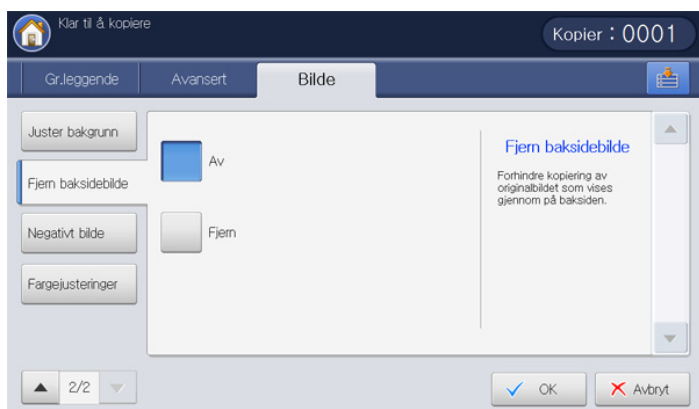 Klar til å kopiere
Kopier : 0001
Gr.leggende
Avansert
Bilde
Juster bakgrunn
Fjern baksidebilde
Negativt bilde
Fargejusteringer
Av
Fjern
Fjern baksidebilde
Forhindre kopiering av
originalbildet som vises
gjennom på baksiden.
2/2
OK
Avbryt